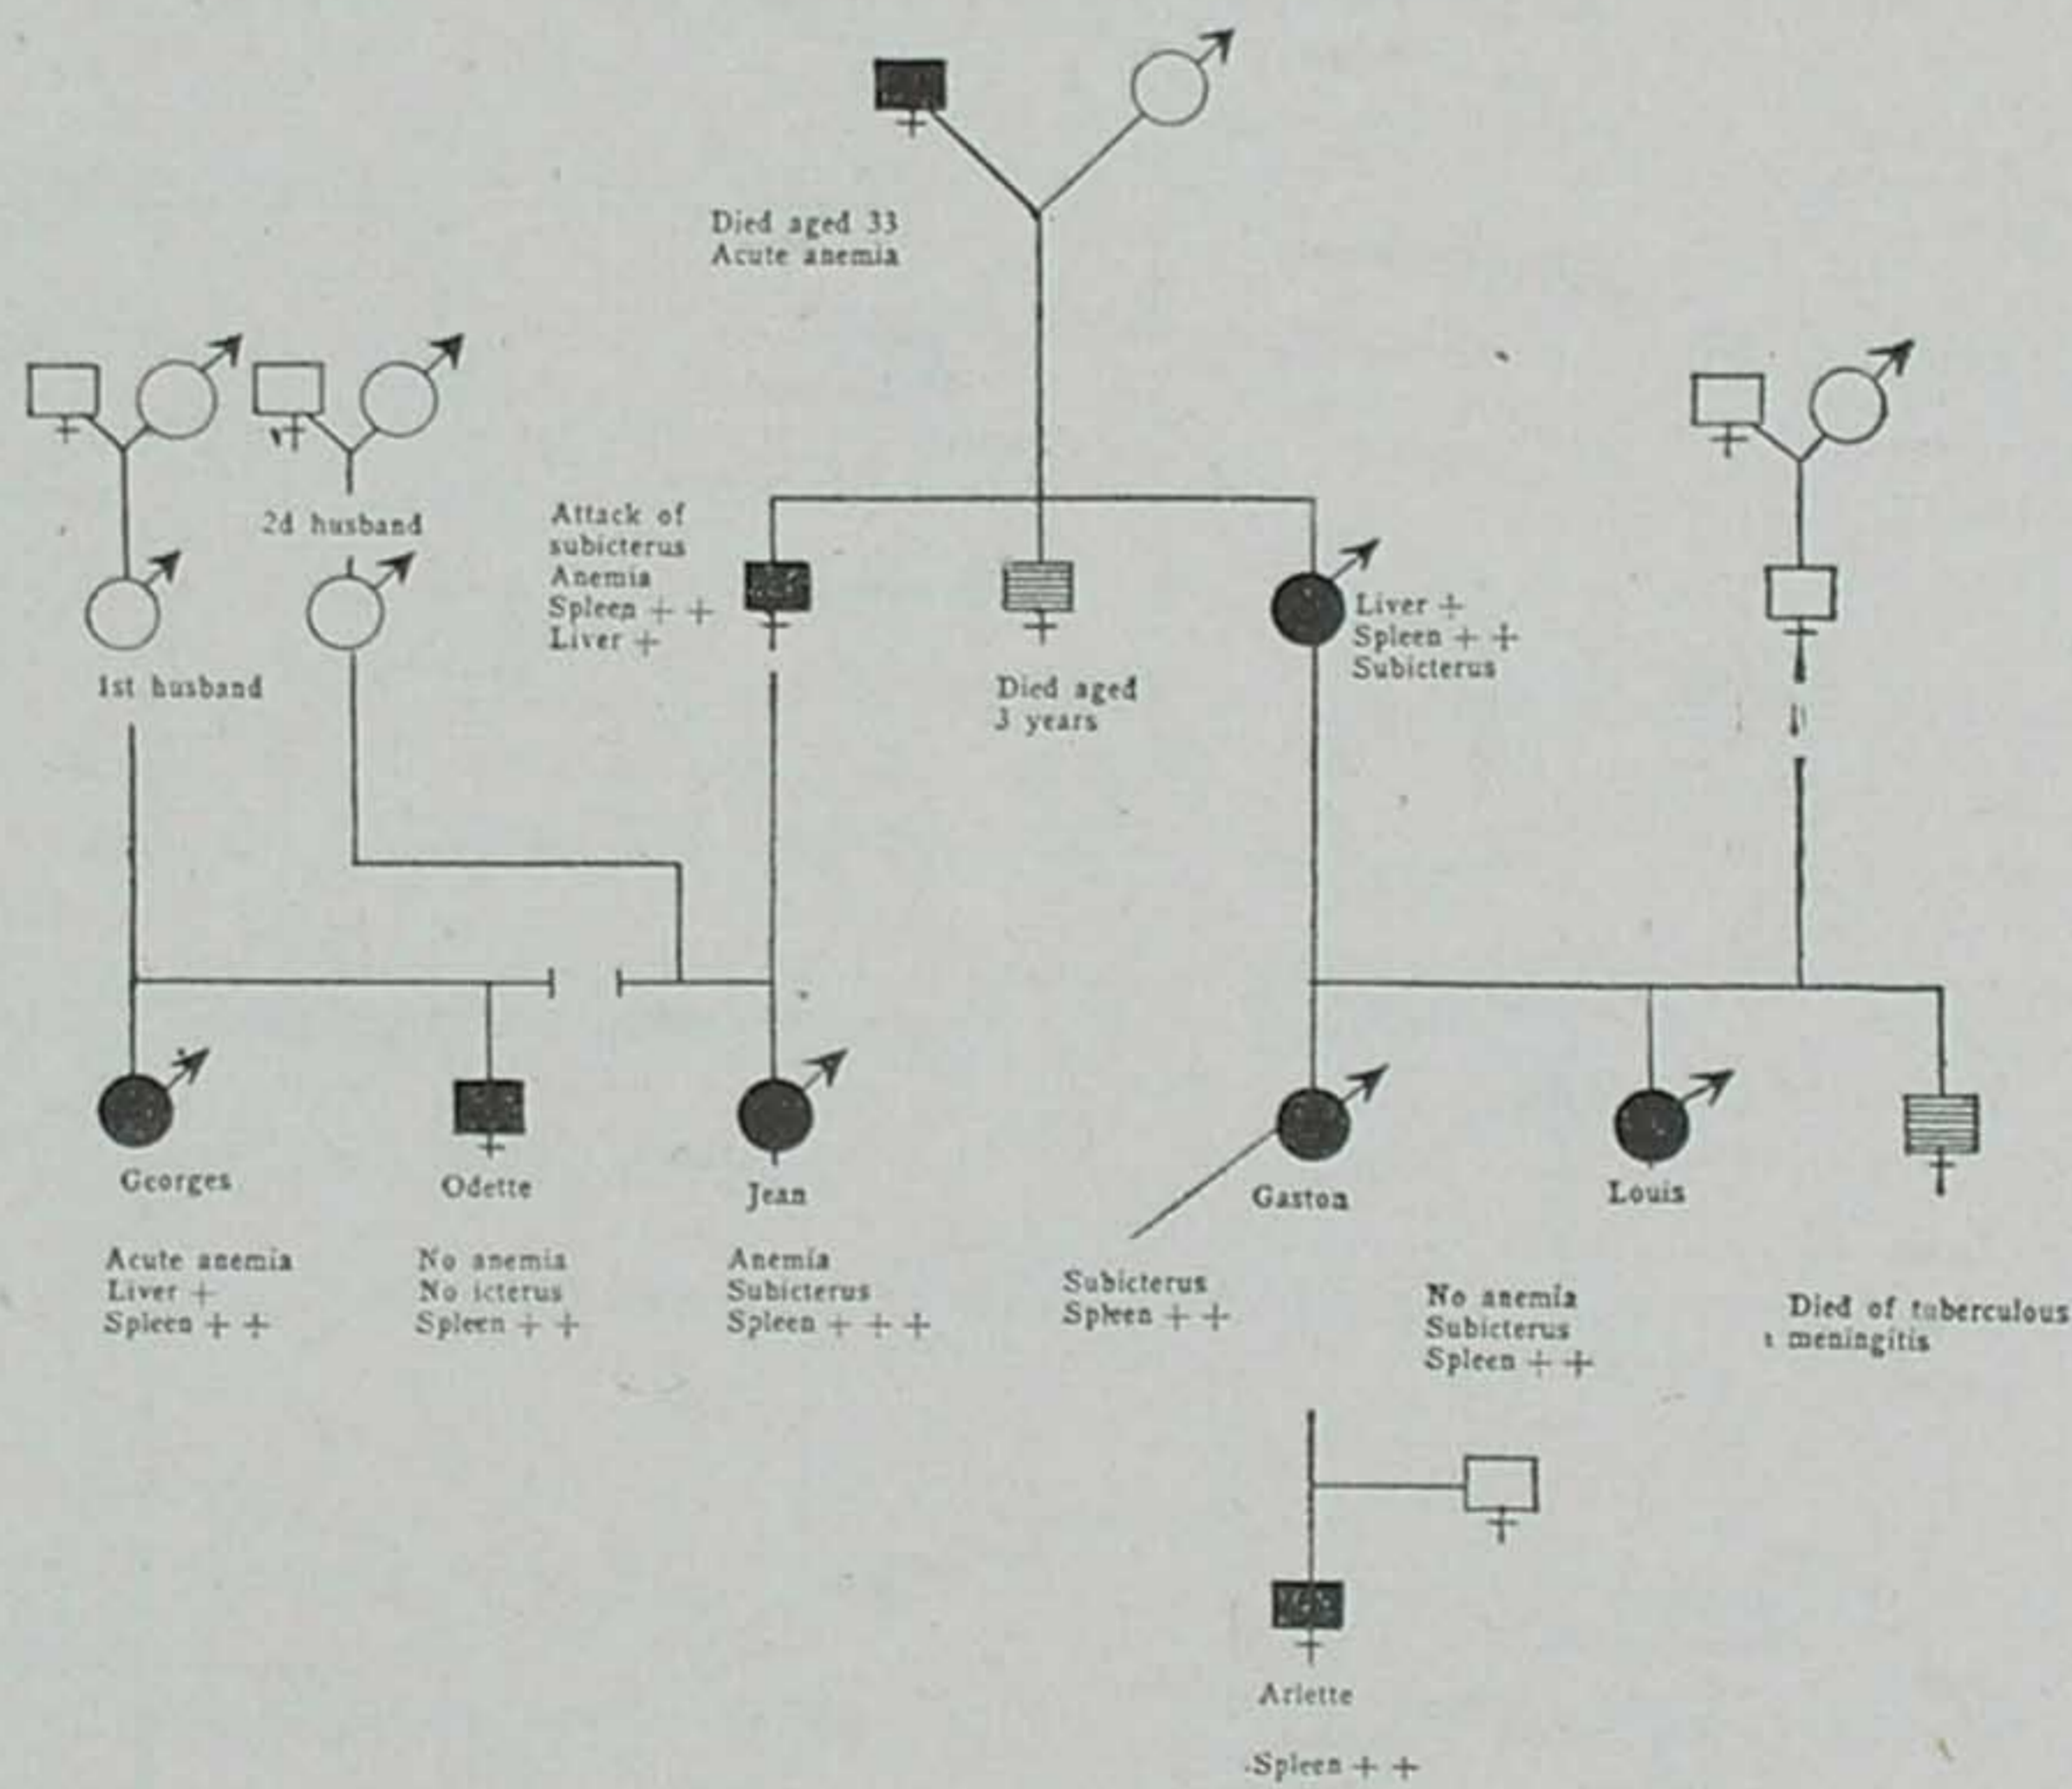 Died aged 33
Acute anemia
2d husband
Attack of
subicterus
Anemia
Spleen + +
Liver +
Liver +
Spleen + +
Subicterus
1st husband
Died aged
3 years
Georges
Odette
Jean
Gaston
Louis
Acute anemia
Liver +
Spleen + +
No anemia
No icterus
Spleen + +
Anemia
Subicterus
Spleen + + +
Subicterus
Spleen + +
No anemia
Subicterus
Spleen + +
Died of tuberculous
meningitis
Arlette
Spleen + +